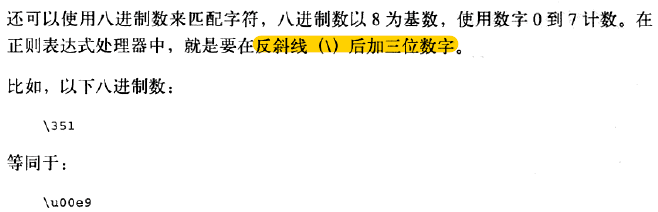 还可以使用八进制数来匹配字符，八进制数以 8 为基数，使用数字 0 到 7 计数。在
正则表达式处理器中，就是要在反斜线（\）后加三位数字。
比如，以下八进制数：
\351
等同于：
\u00e9